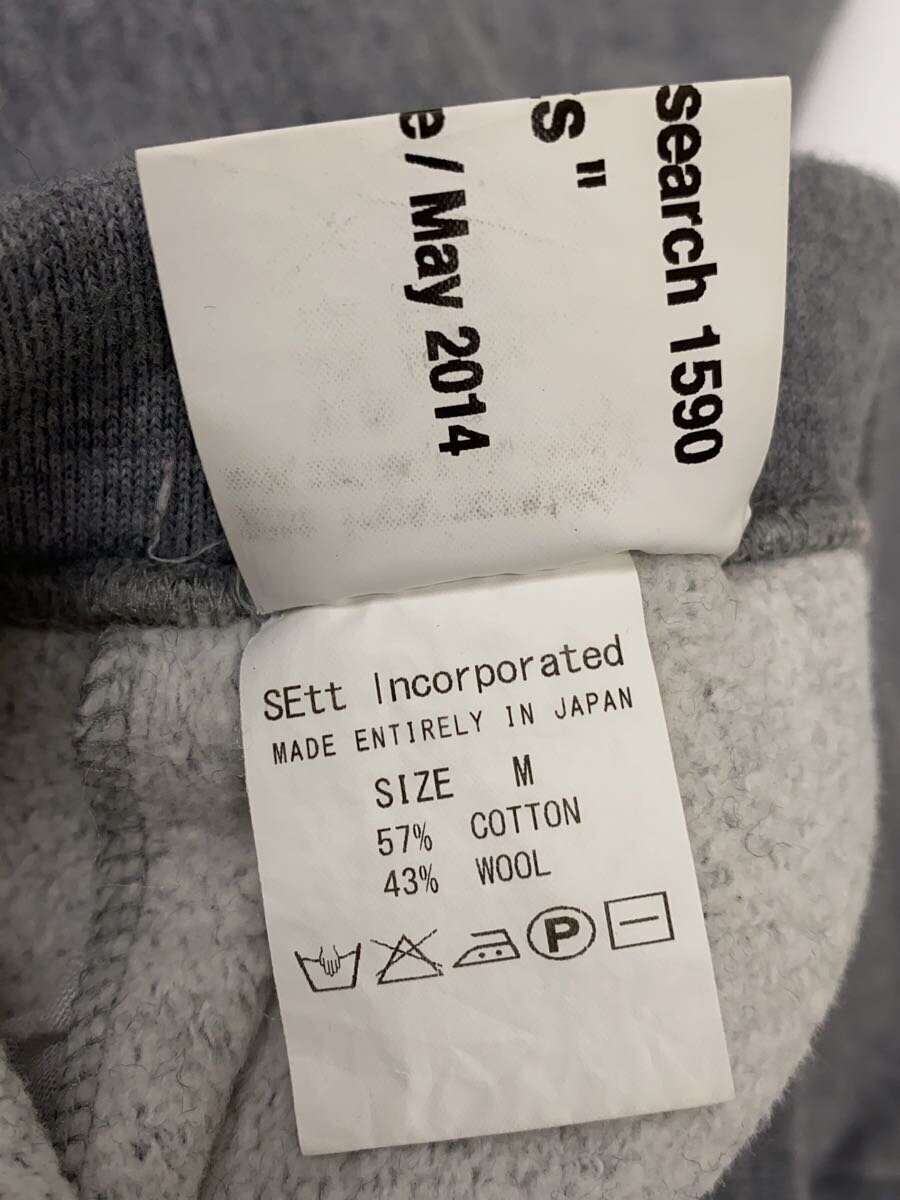 search 1590
s"
e / May 2014
SEtt Incorporated
MADE ENTIRELY IN JAPAN
SIZE M
57% COTTON
43% WOOL
P